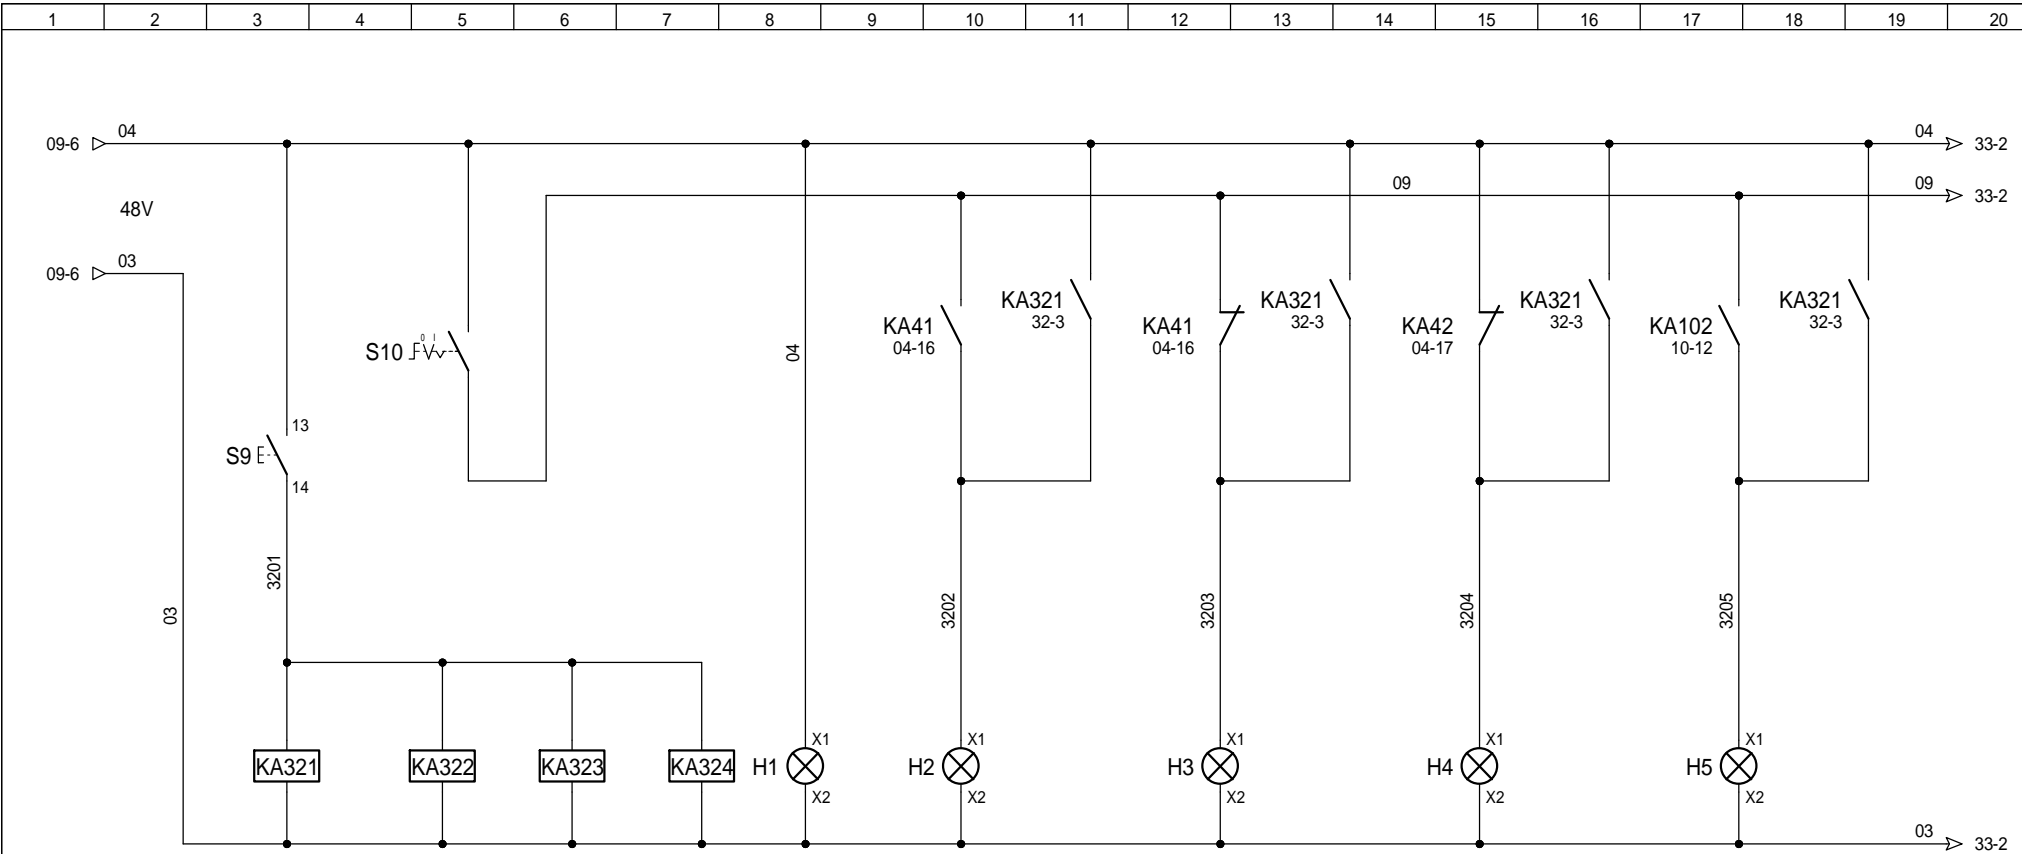 1 2 3 4 5 6 7 8 9 10 11 12 13 14 15 16 17 18 19 20
04 04
09-6 33-2
09 09
48V 33-2
03
09-6
KA321 KA321 KA321 KA321
32-3 32-3 32-3 32-3
KA41 KA41 KA42 KA102
04-16 04-16 04-17 10-12
0 1
S10
04
13
S9
14
3201
03
3202 3203 3204 3205
X1 X1 X1 X1 X1
KA321 KA322 KA323 KA324 H1 H2 H3 H4 H5
X2 X2 X2 X2 X2
03
33-2